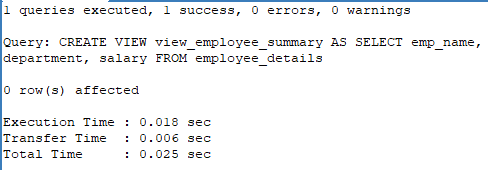 1 queries executed, 1 success, 0 errors, 0 warnings
Query: CREATE VIEW view_employee_summary AS SELECT emp_name,
department, salary FROM employee_details
0 row(s) affected
Execution Time : 0.018 sec
Transfer Time  : 0.006 sec
Total Time     : 0.025 sec